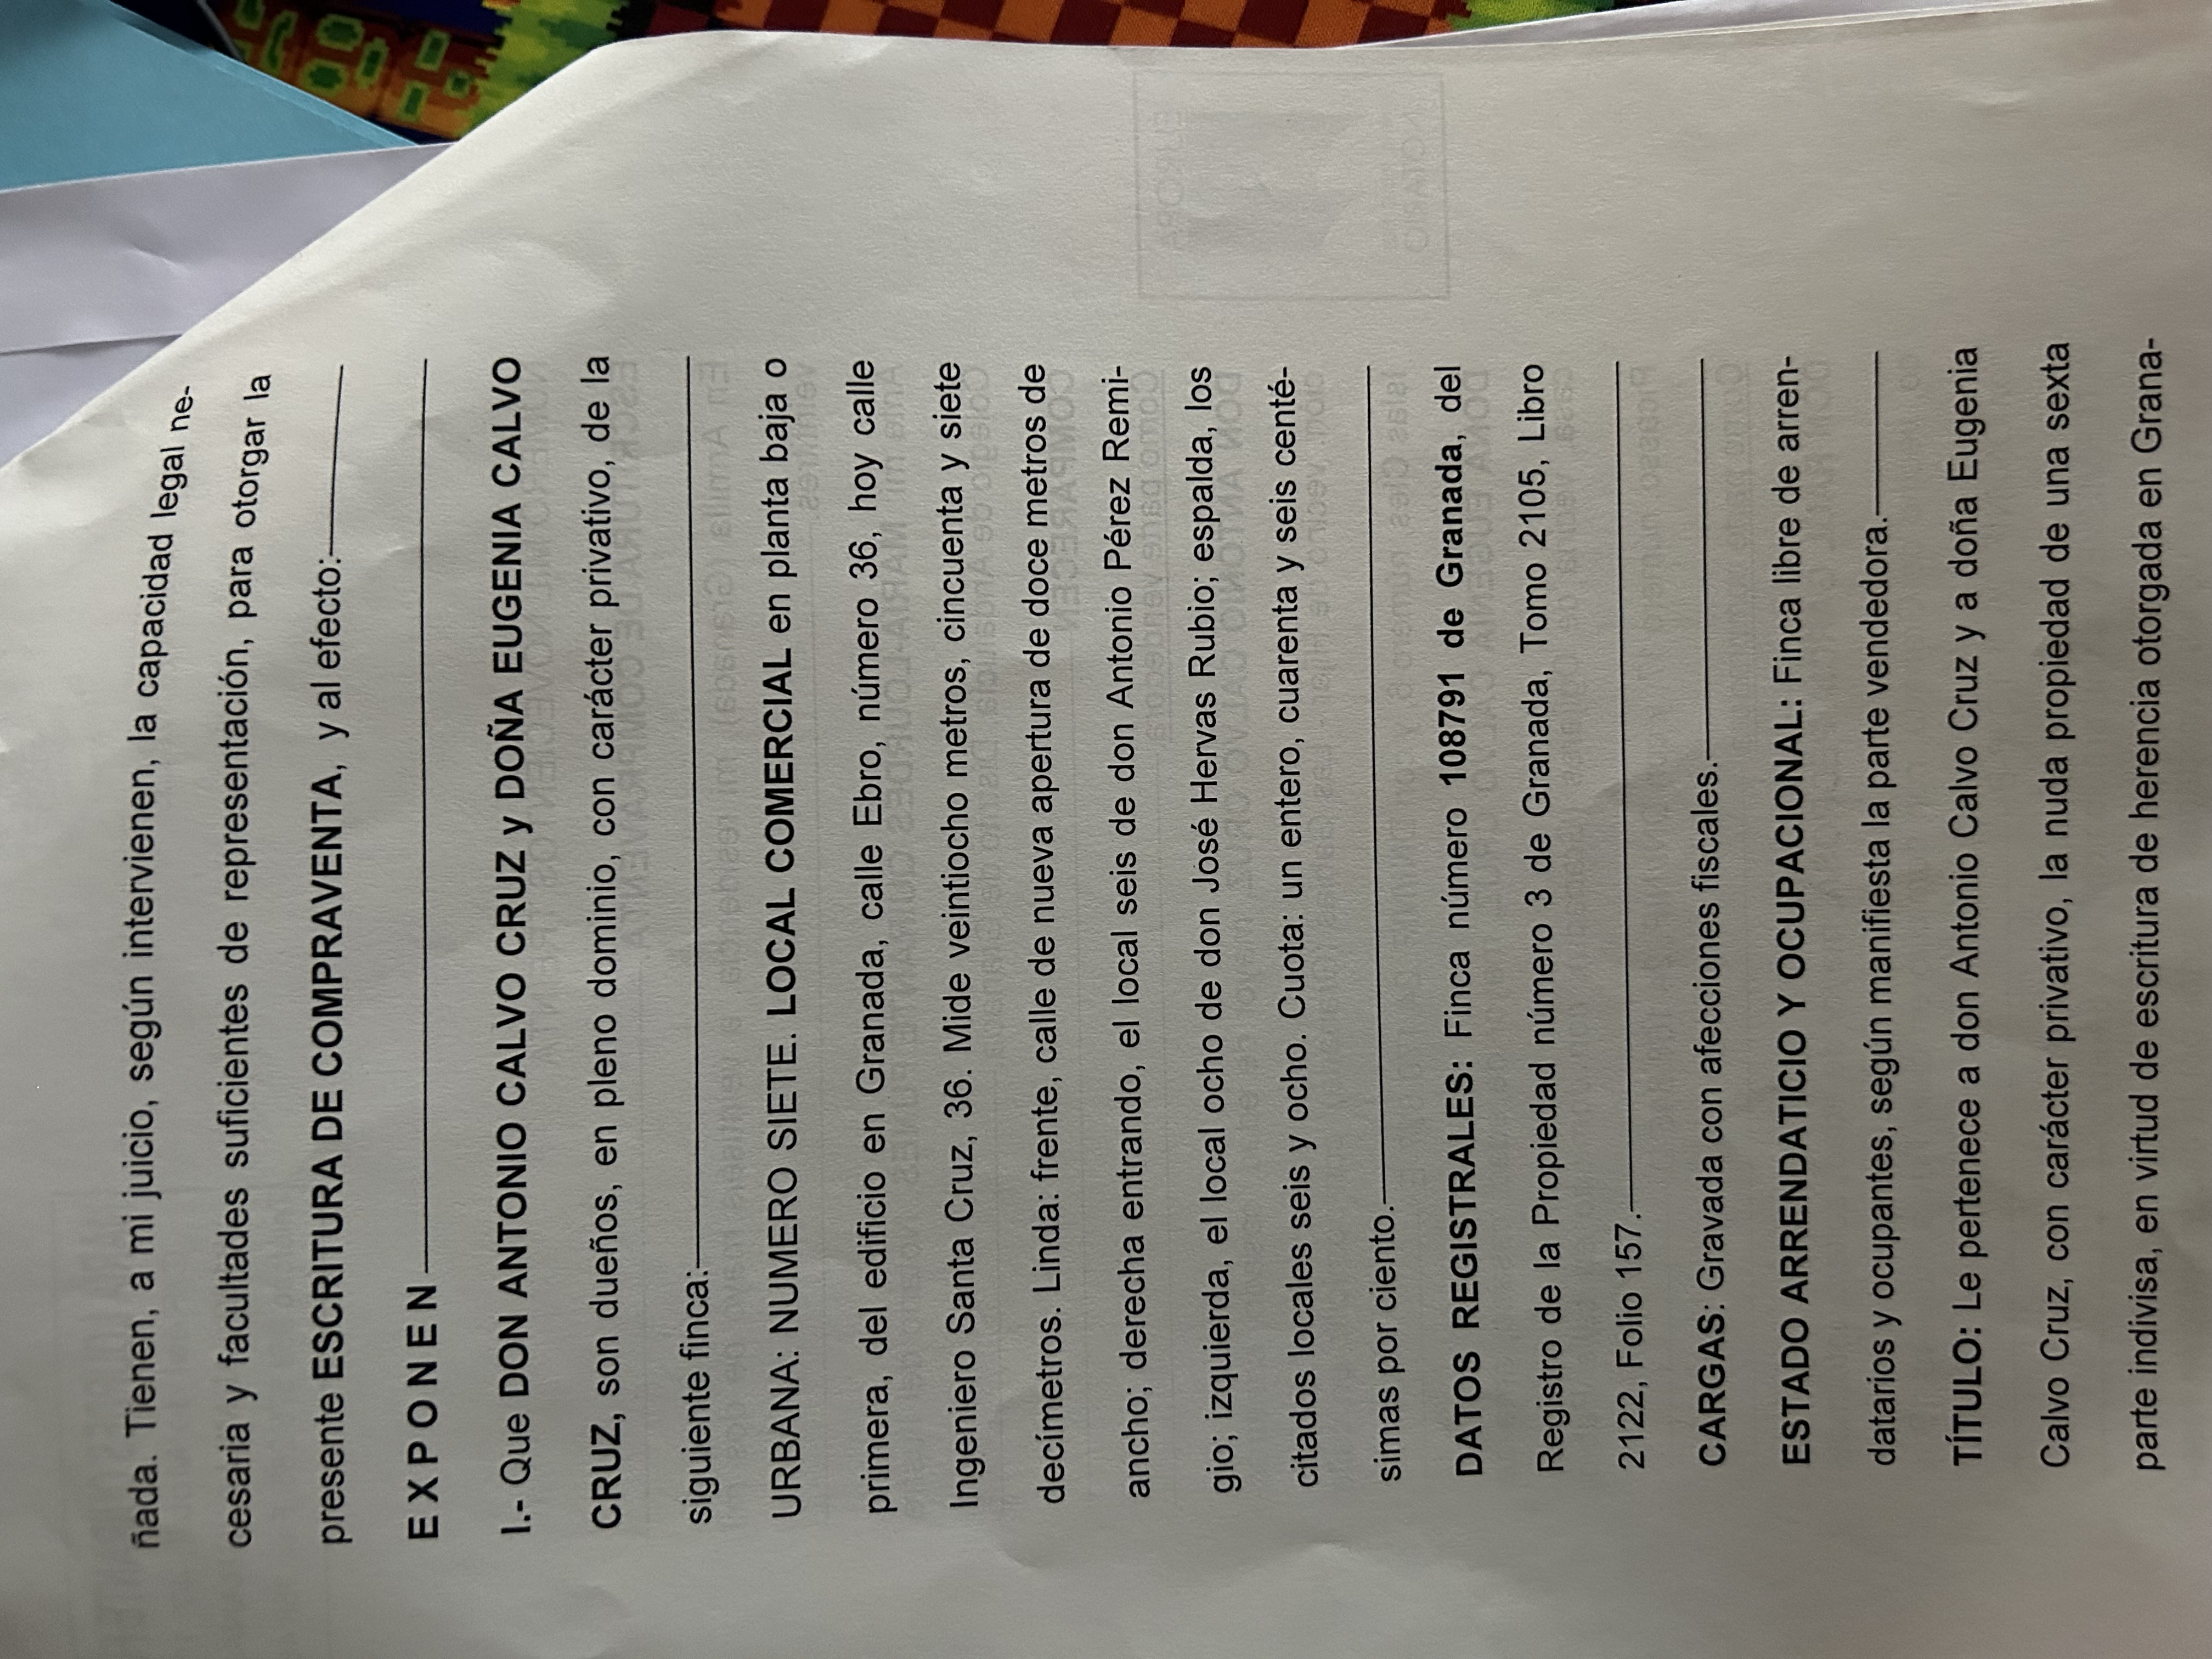 ñada. Tienen, a mi juicio, según intervienen, la capacidad legal ne-
cesaria y facultades suficientes de representación, para otorgar la
presente ESCRITURA DE COMPRAVENTA, y al efecto:
E X P O N E N
I.- Que DON ANTONIO CALVO CRUZ y DOÑA EUGENIA CALVO
CRUZ, son dueños, en pleno dominio, con carácter privativo, de la
siguiente finca:
URBANA: NUMERO SIETE. LOCAL COMERCIAL en planta baja o
primera, del edificio en Granada, calle Ebro, número 36, hoy calle
Ingeniero Santa Cruz, 36. Mide veintiocho metros, cincuenta y siete
decímetros. Linda: frente, calle de nueva apertura de doce metros de
ancho; derecha entrando, el local seis de don Antonio Pérez Remi-
gio; izquierda, el local ocho de don José Hervas Rubio; espalda, los
citados locales seis y ocho. Cuota: un entero, cuarenta y seis centé-
simas por ciento.
DATOS REGISTRALES: Finca número 108791 de Granada, del
Registro de la Propiedad número 3 de Granada, Tomo 2105, Libro
2122, Folio 157.
CARGAS: Gravada con afecciones fiscales.
ESTADO ARRENDATICIO Y OCUPACIONAL: Finca libre de arren-
datarios y ocupantes, según manifiesta la parte vendedora.
TÍTULO: Le pertenece a don Antonio Calvo Cruz y a doña Eugenia
Calvo Cruz, con carácter privativo, la nuda propiedad de una sexta
parte indivisa, en virtud de escritura de herencia otorgada en Grana-